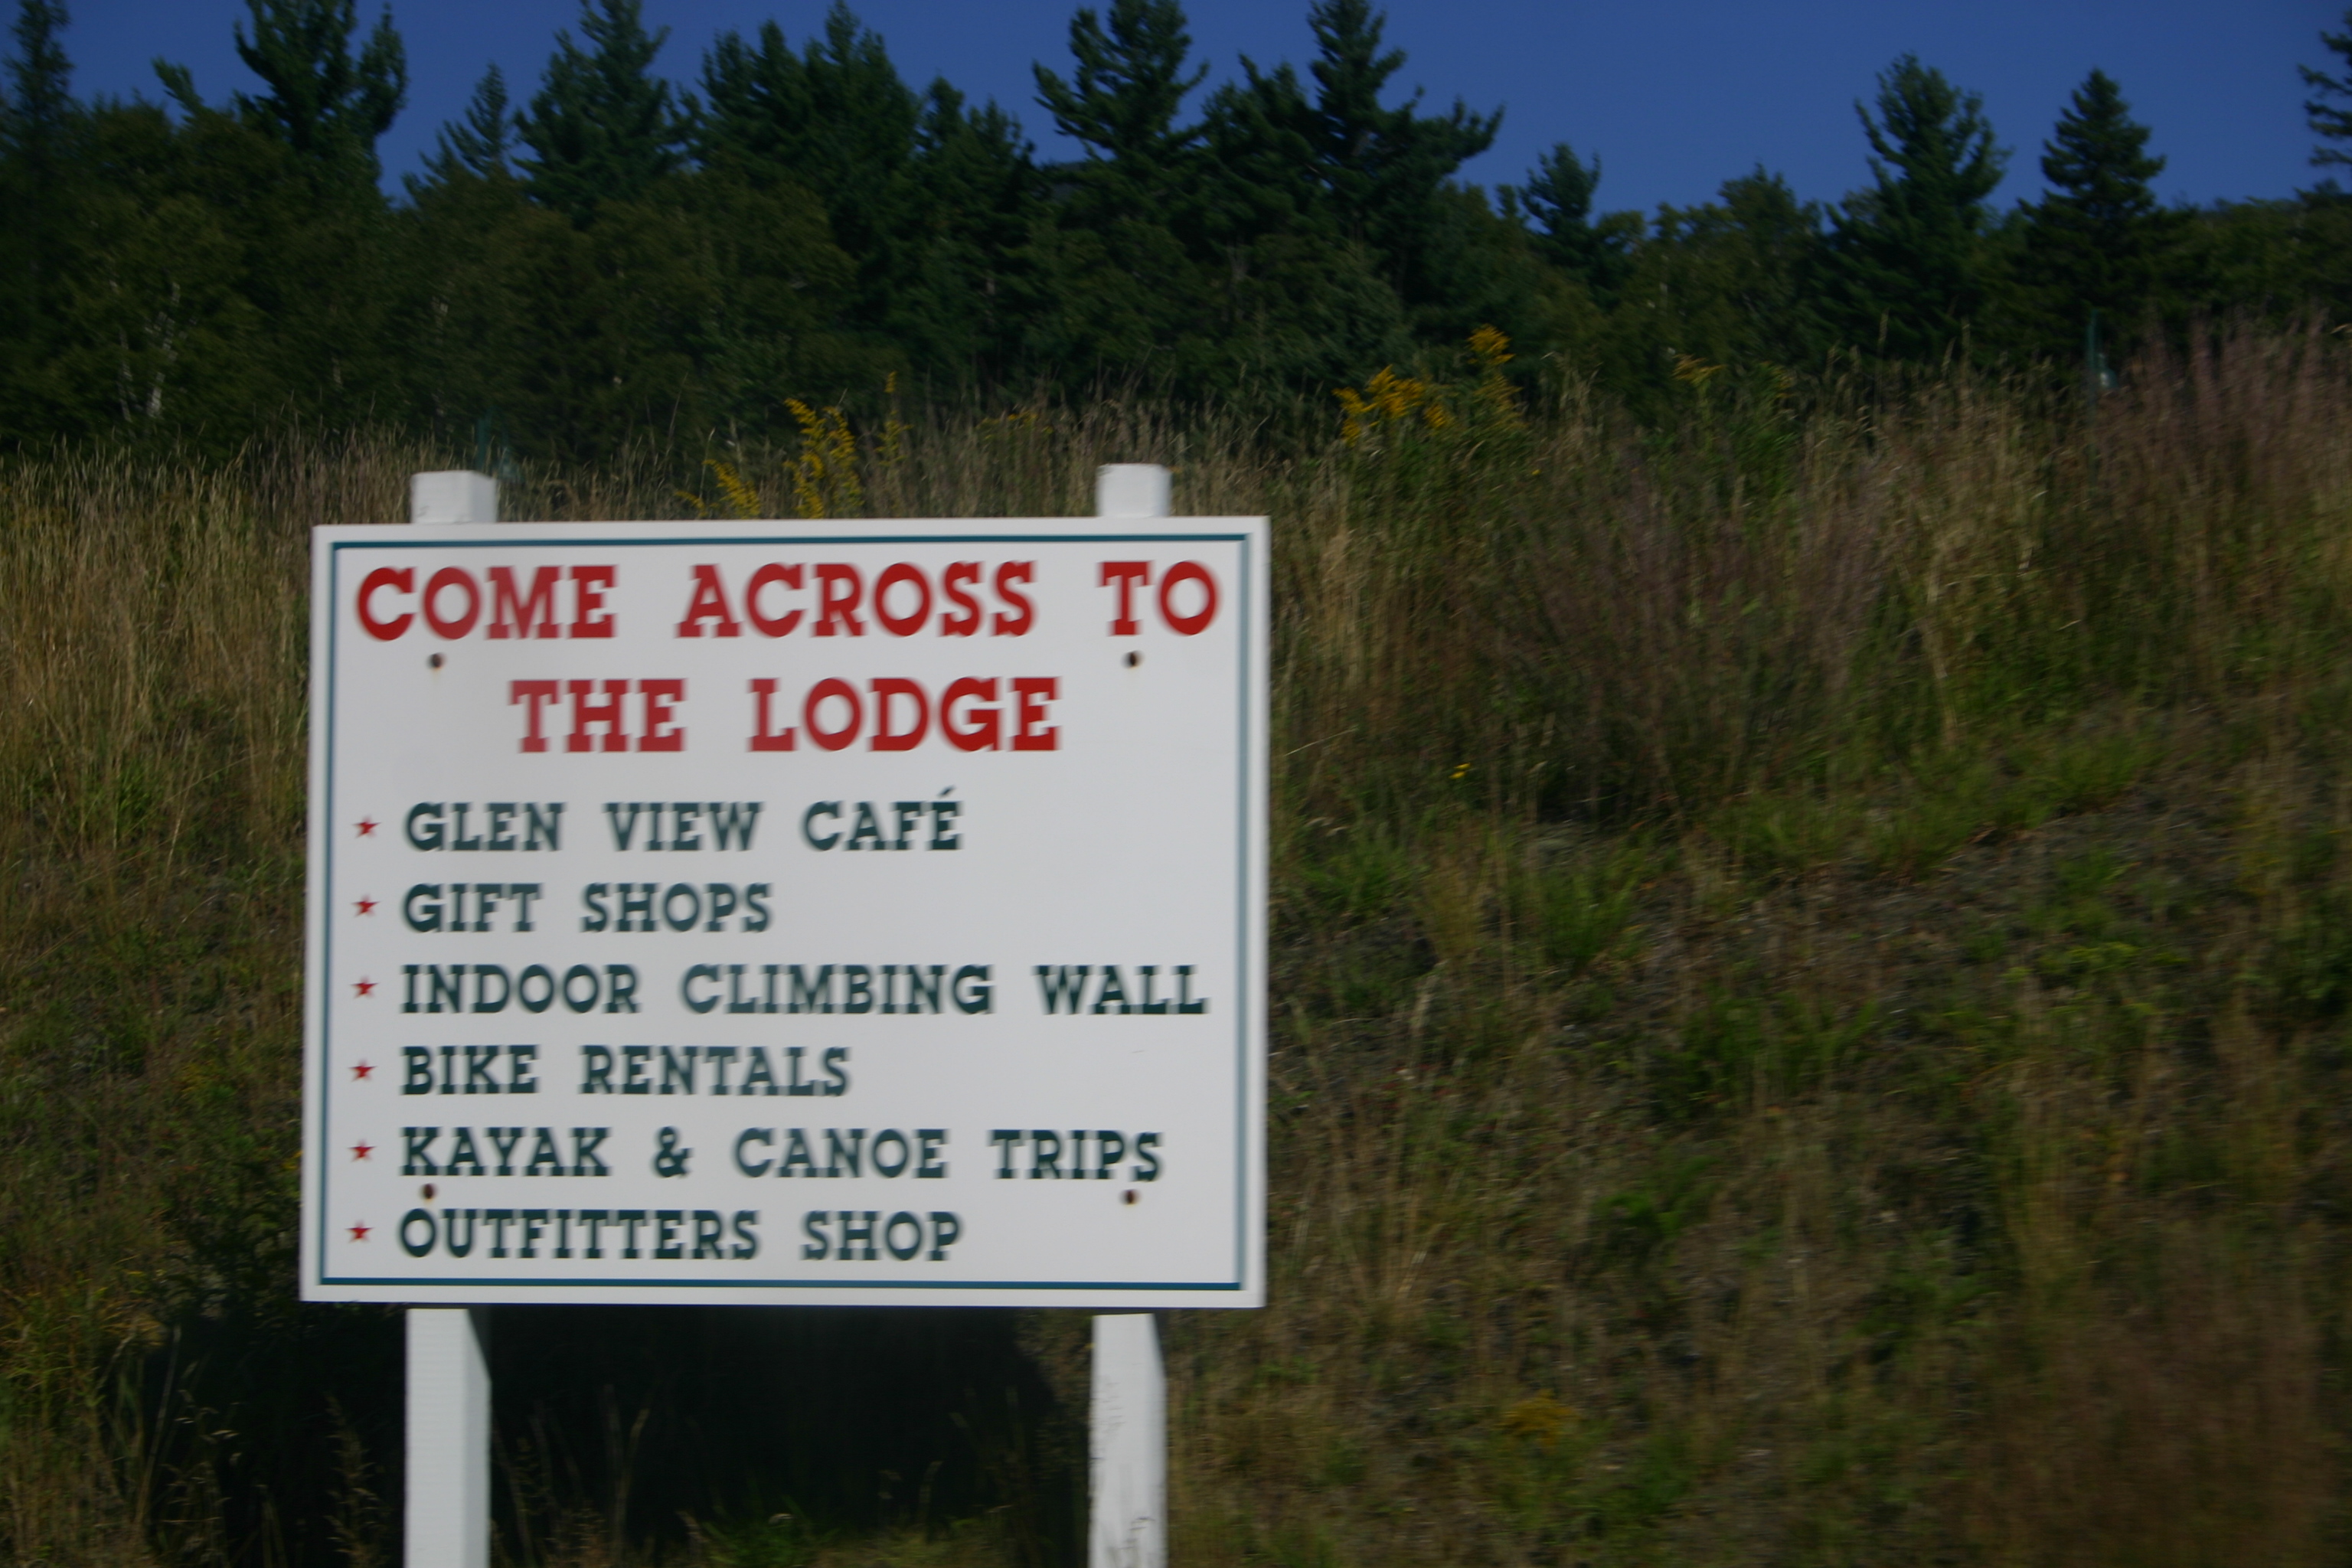 COME ACROSS TO
THE LODGE
★ GLEN VIEW CAFÉ
★ GIFT SHOPS
★ INDOOR CLIMBING WALL
★ BIKE RENTALS
★ KAYAK & CANOE TRIPS
★ OUTFITTERS SHOP